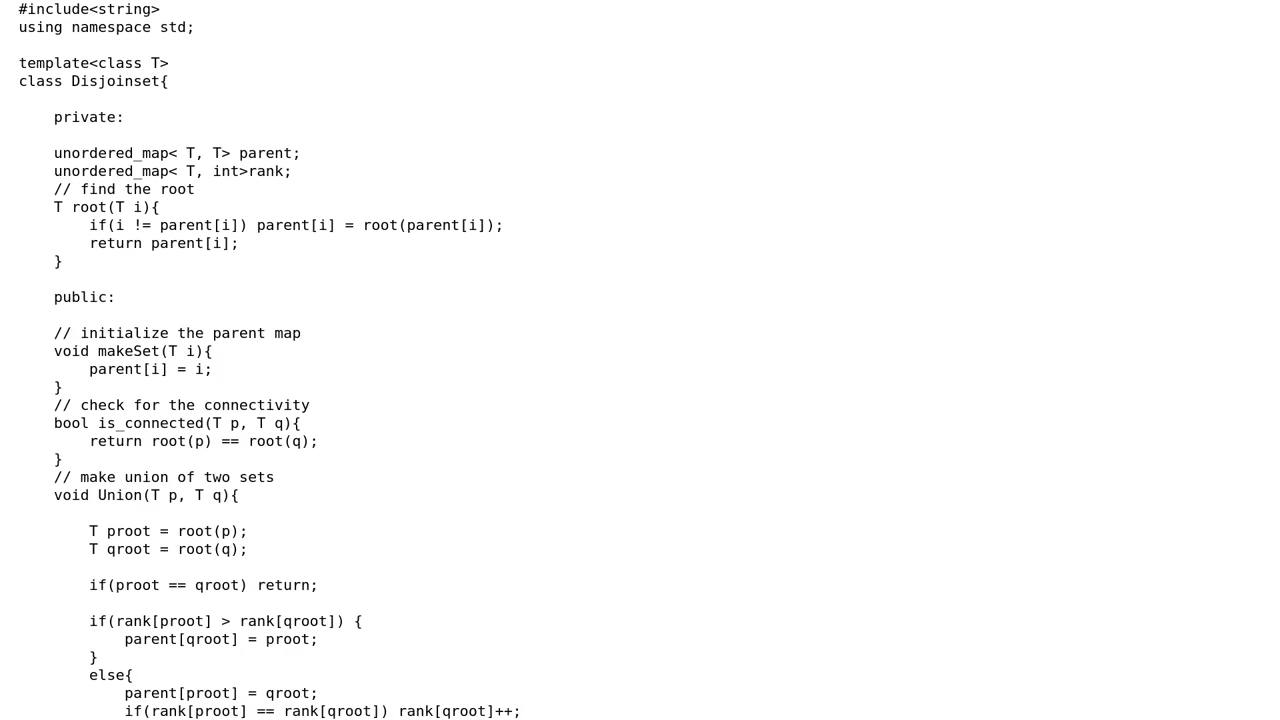 #include<string>
using namespace std;

template<class T>
class Disjoinset{

    private:

    unordered_map< T, T> parent;
    unordered_map< T, int>rank;
    // find the root
    T root(T i){
        if(i != parent[i]) parent[i] = root(parent[i]);
        return parent[i];
    }

    public:

    // initialize the parent map
    void makeSet(T i){
        parent[i] = i;
    }
    // check for the connectivity
    bool is_connected(T p, T q){
        return root(p) == root(q);
    }
    // make union of two sets
    void Union(T p, T q){

        T proot = root(p);
        T qroot = root(q);

        if(proot == qroot) return;

        if(rank[proot] > rank[qroot]) {
            parent[qroot] = proot;
        }
        else{
            parent[proot] = qroot;
            if(rank[proot] == rank[qroot]) rank[qroot]++;